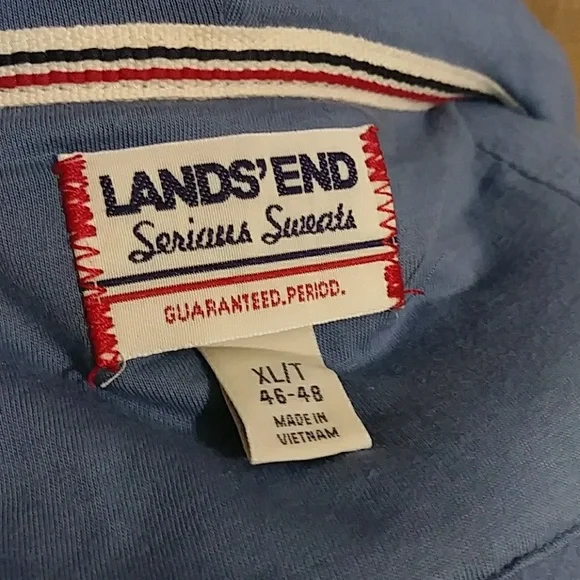 LANDS'END
Serious Sweats
GUARANTEED.PERIOD.
XL/T
46-48
MADE IN
VIETNAM